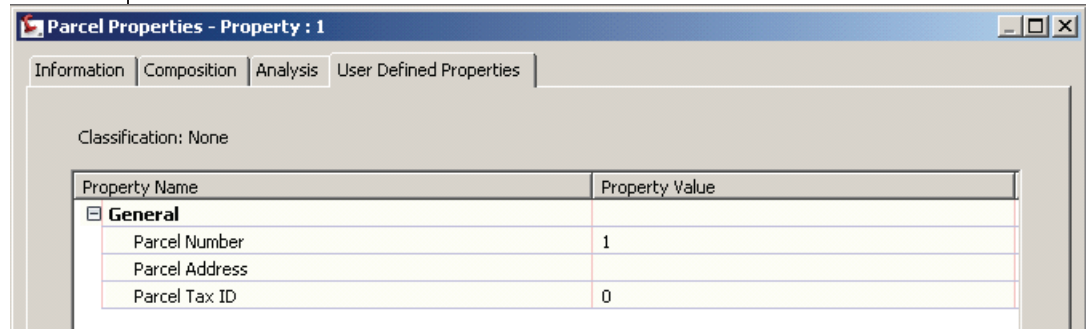 Parcel Properties - Property : 1
Information Composition Analysis User Defined Properties
Classification: None
Property Name Property Value
General
Parcel Number 1
Parcel Address
Parcel Tax ID 0